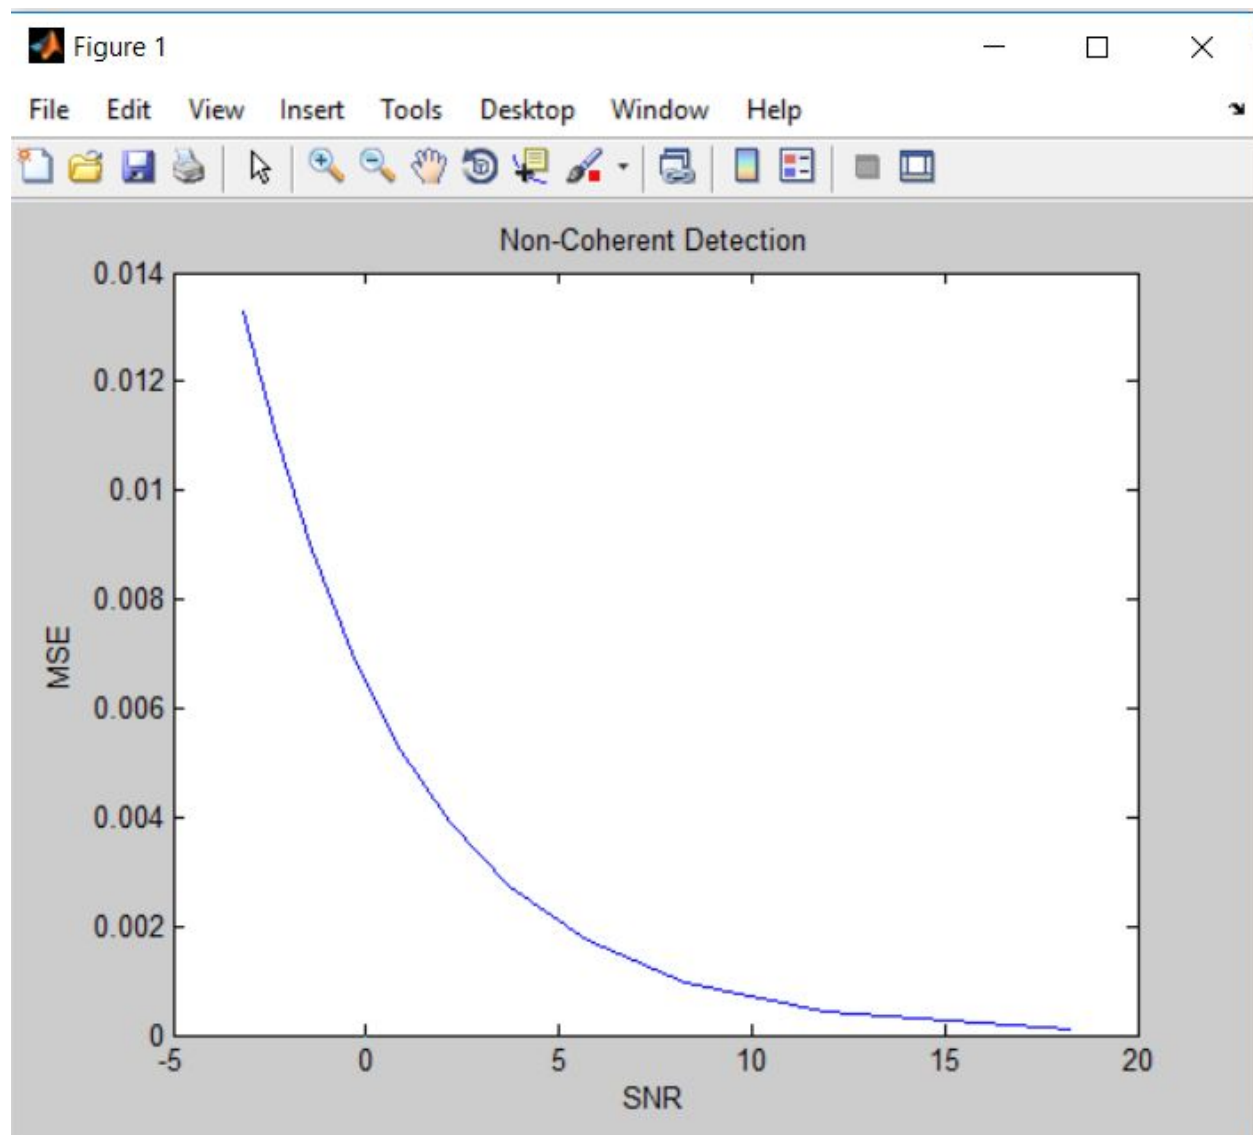 Figure 1
File Edit View Insert Tools Desktop Window Help
Non-Coherent Detection
0.014
0.012
0.01
0.008
0.006
0.004
0.002
0
MSE
-5 0 5 10 15 20
SNR